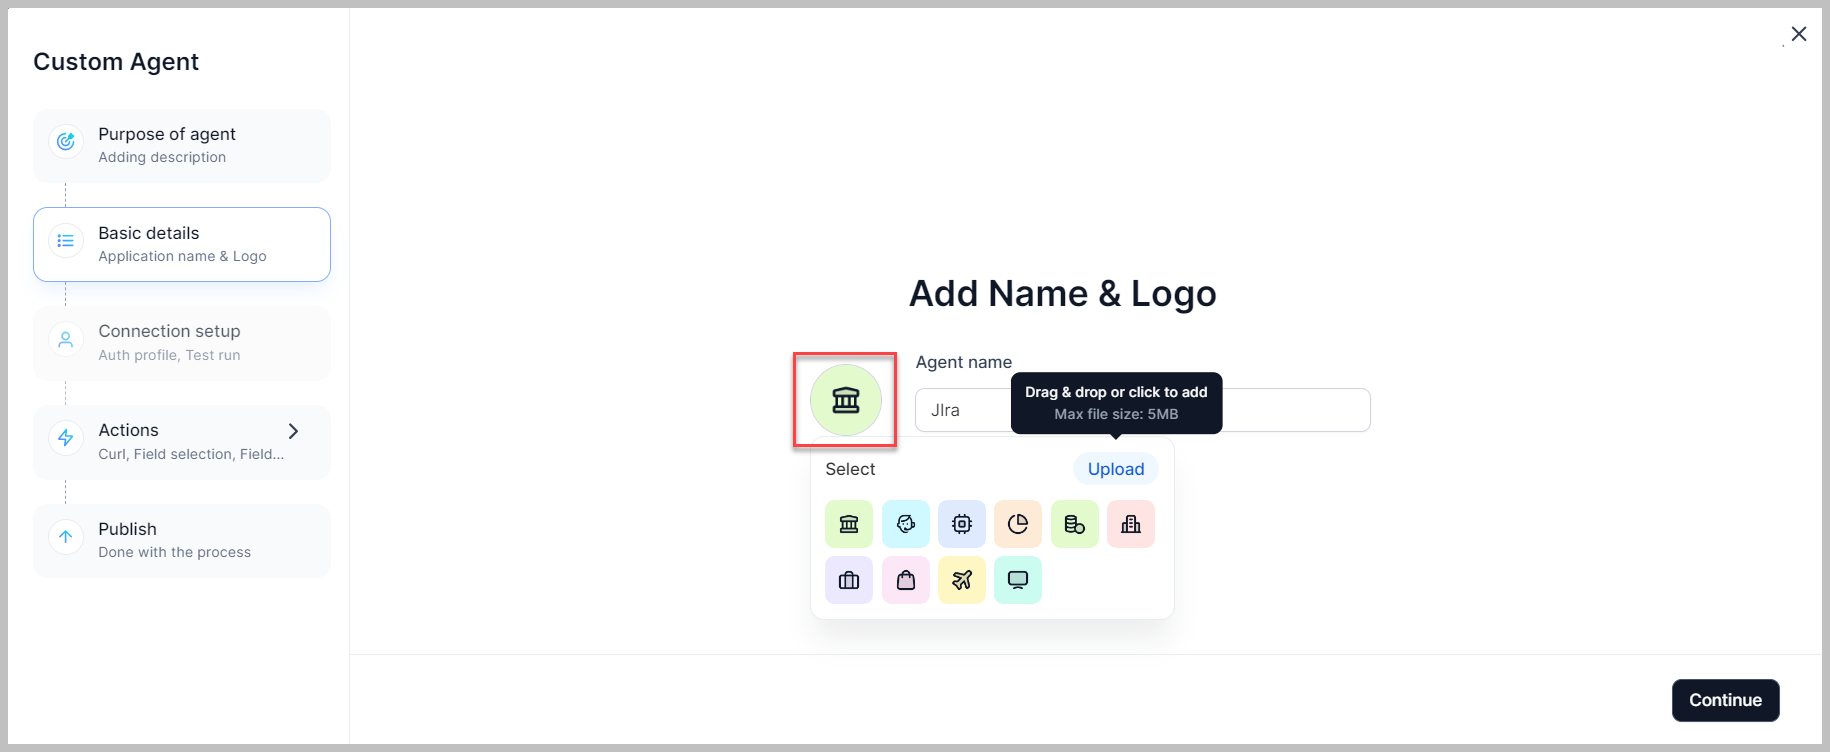 Custom Agent
Purpose of agent
Adding description
Basic details
Application name & Logo
Connection setup
Auth profile, Test run
Actions
Curl, Field selection, Field...
Publish
Done with the process
Add Name & Logo
Agent name
JIra
Drag & drop or click to add
Max file size: 5MB
Select
Upload
Continue